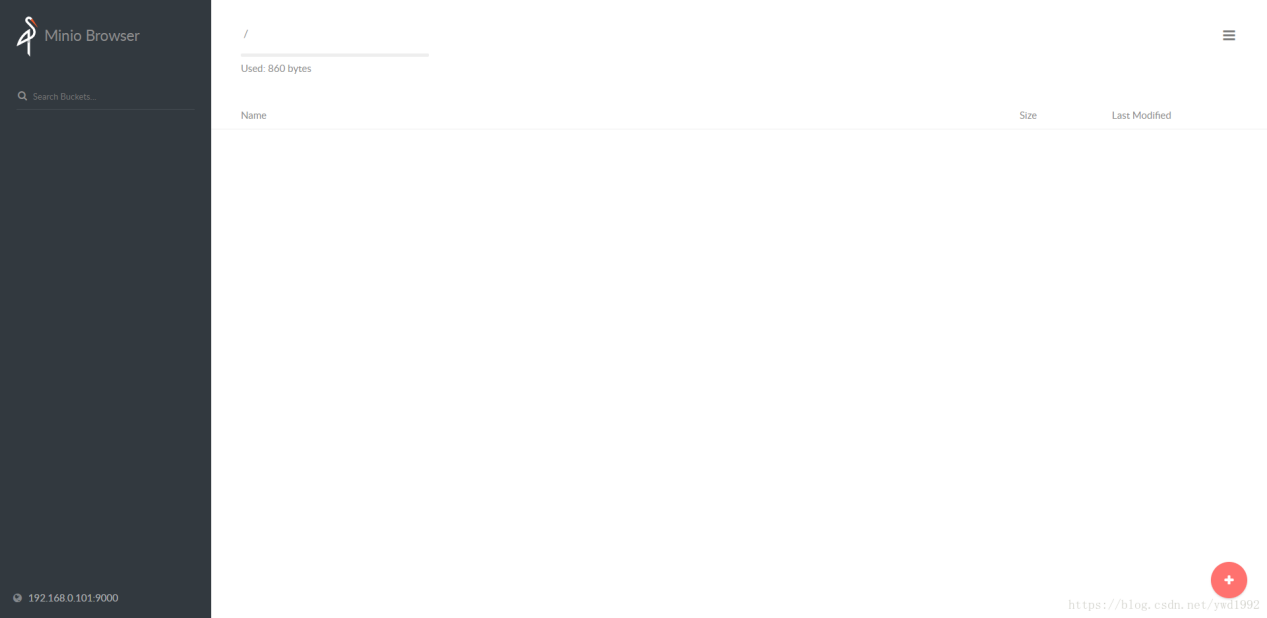 Minio Browser
Search Buckets...
192.168.0.101:9000
/
Used: 860 bytes
Name Size Last Modified
https://blog.csdn.net/ywd1992